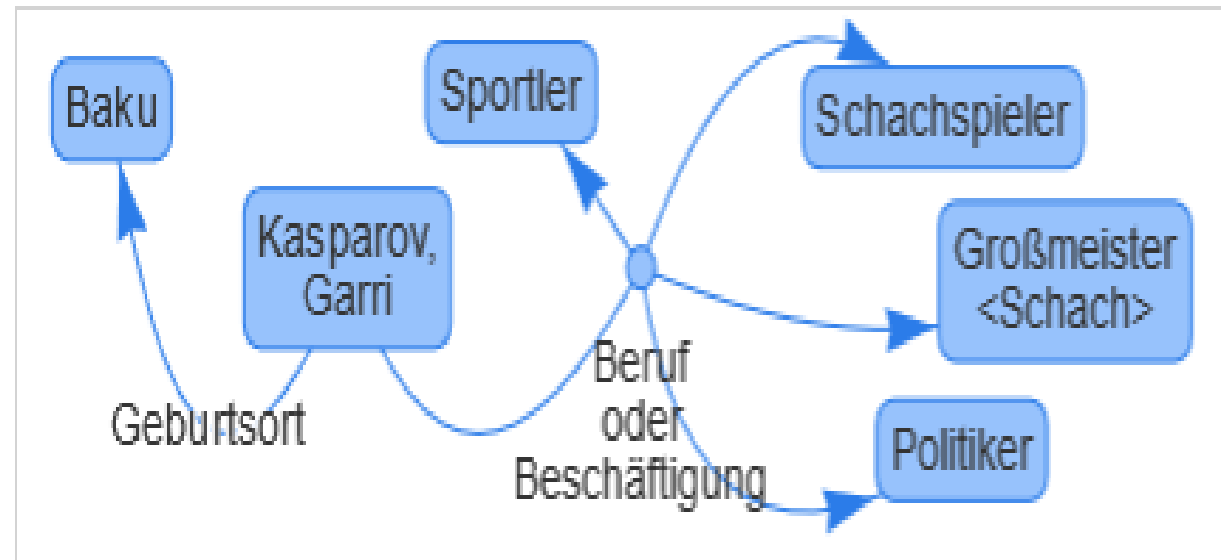 Baku
Sportler
Schachspieler
Kasparov,
Garri
Großmeister
<Schach>
Beruf
oder
Beschäftigung
Geburtsort
Politiker